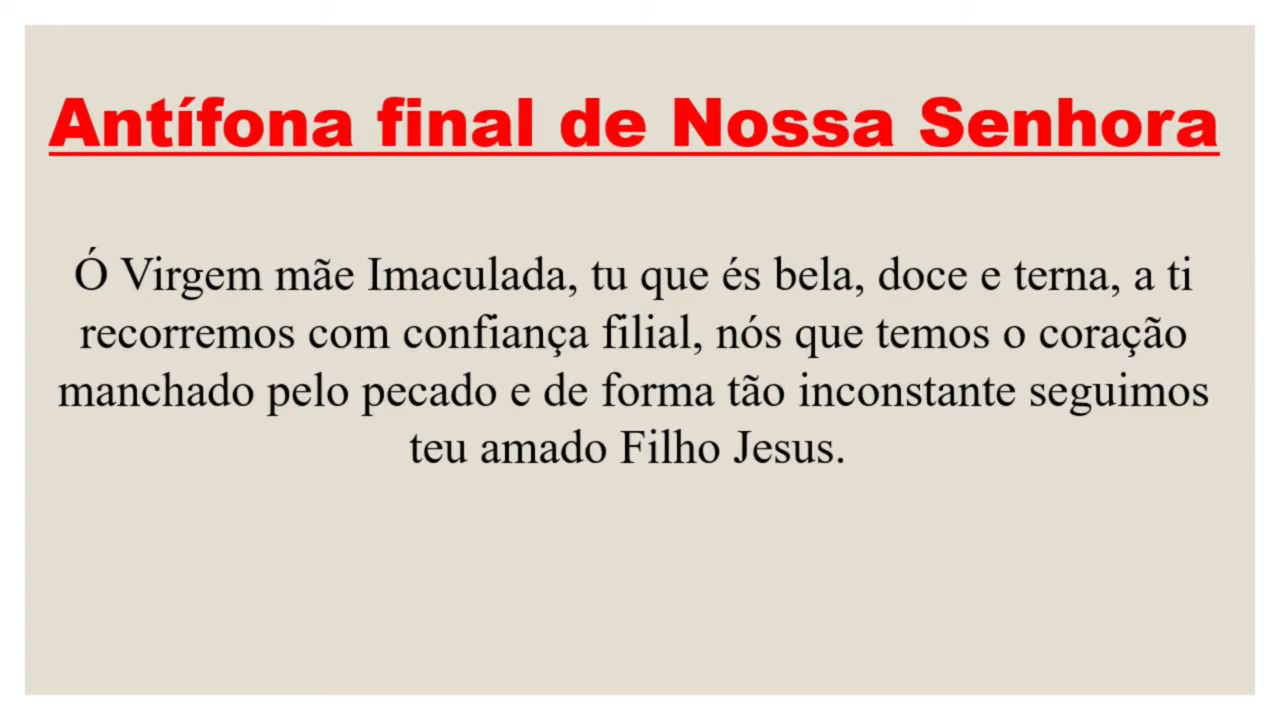 Antífona final de Nossa Senhora
Ó Virgem mãe Imaculada, tu que és bela, doce e terna, a ti
recorremos com confiança filial, nós que temos o coração
manchado pelo pecado e de forma tão inconstante seguimos
teu amado Filho Jesus.